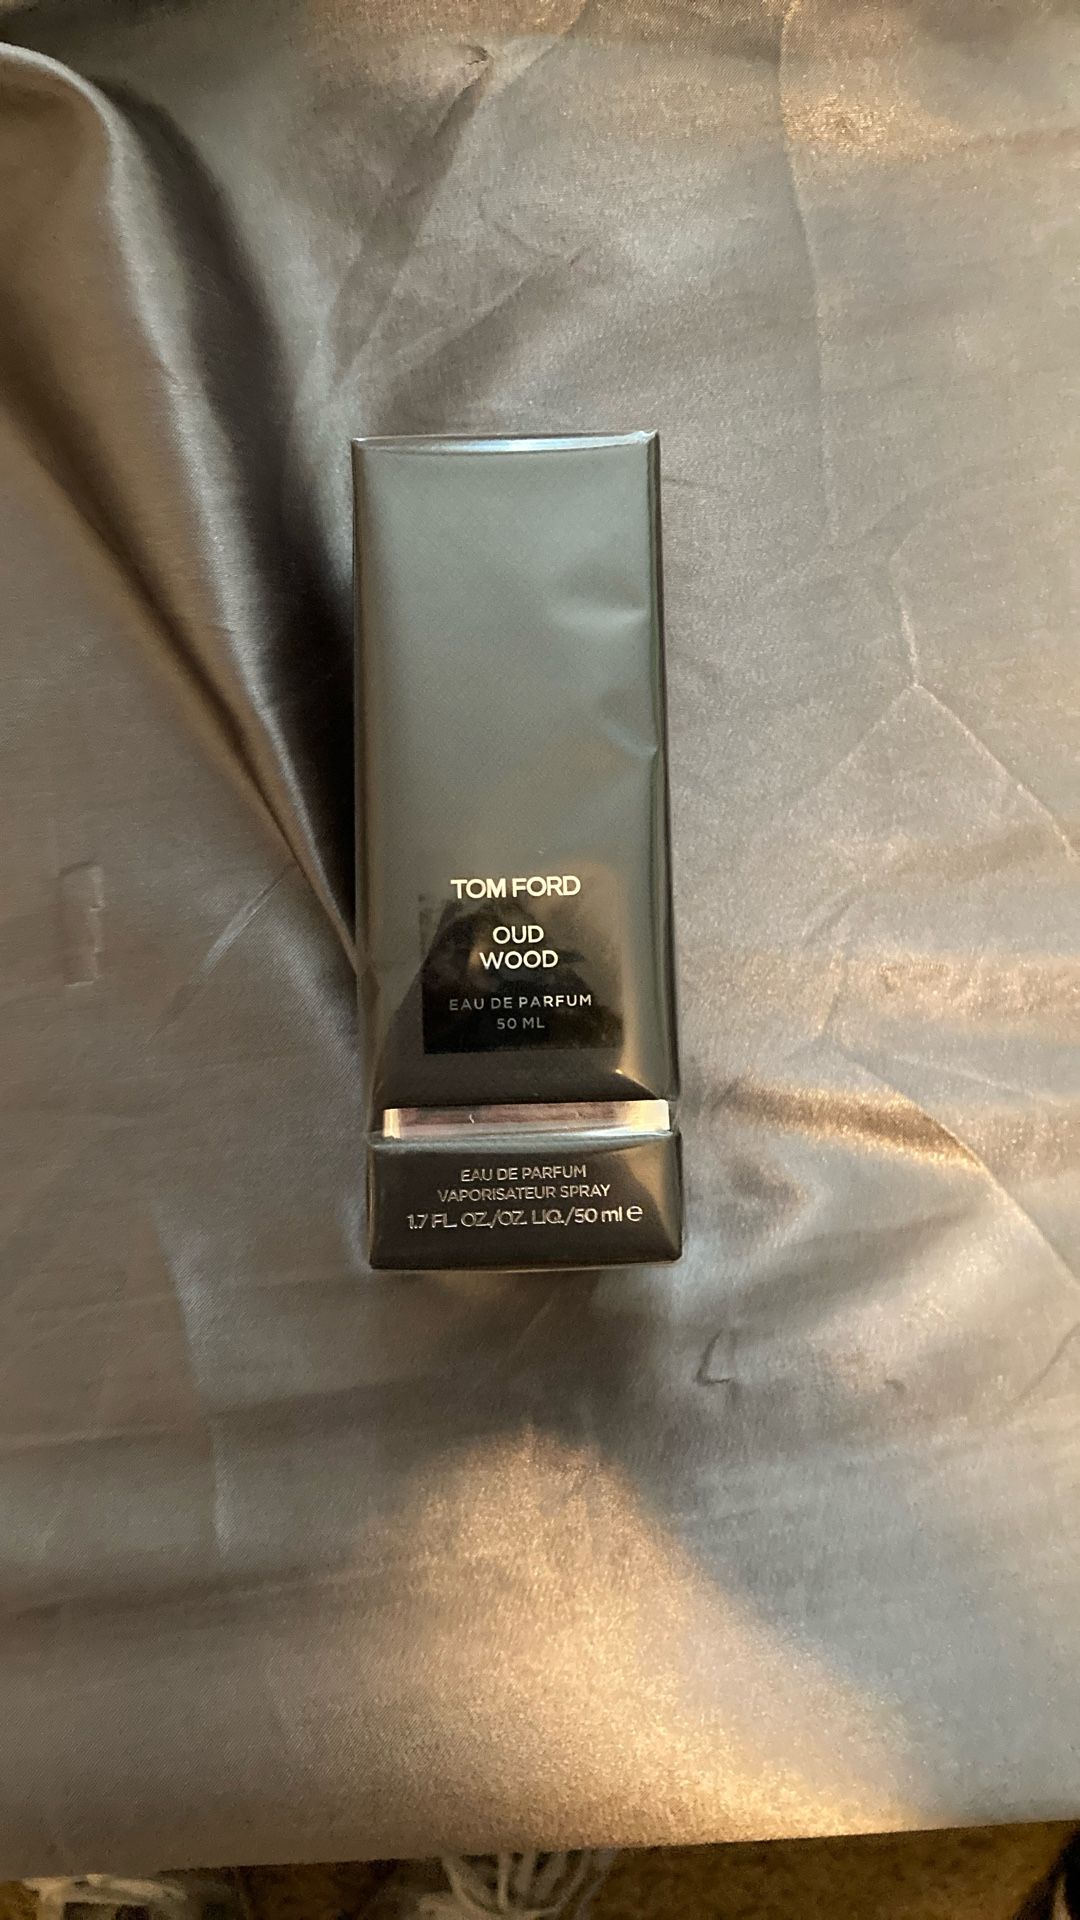 TOM FORD
OUD
WOOD
EAU DE PARFUM
50 ML
EAU DE PARFUM
VAPORISATEUR SPRAY
1.7 FL. OZ./OZ. LIQ./50 ml ℮